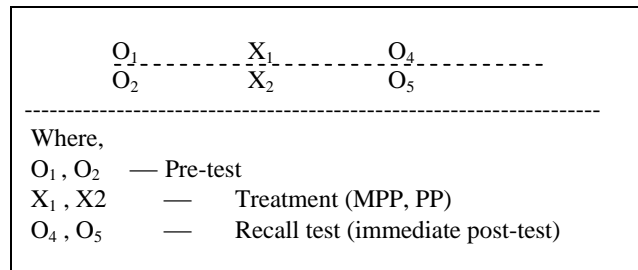 O₁ X₁ O₄
O₂ X₂ O₅
Where,
O₁ , O₂ — Pre-test
X₁ , X2 — Treatment (MPP, PP)
O₄ , O₅ — Recall test (immediate post-test)